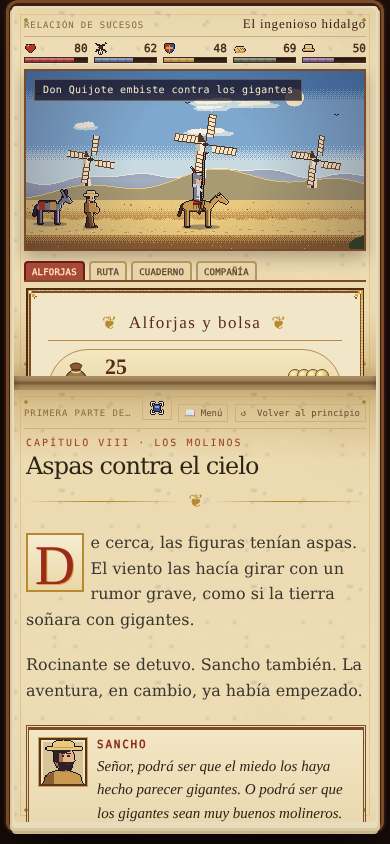 RELACIÓN DE SUCESOS
El ingenioso hidalgo
80
62
48
69
50
Don Quijote embiste contra los gigantes
ALFORJAS
RUTA
CUADERNO
COMPAÑÍA
Alforjas y bolsa
25
PRIMERA PARTE DE…
Menú
Volver al principio
CAPÍTULO VIII · LOS MOLINOS
Aspas contra el cielo
De cerca, las figuras tenían aspas.
El viento las hacía girar con un
rumor grave, como si la tierra
soñara con gigantes.
Rocinante se detuvo. Sancho también. La
aventura, en cambio, ya había empezado.
SANCHO
Señor, podrá ser que el miedo los haya
hecho parecer gigantes. O podrá ser que
los gigantes sean muy buenos molineros.